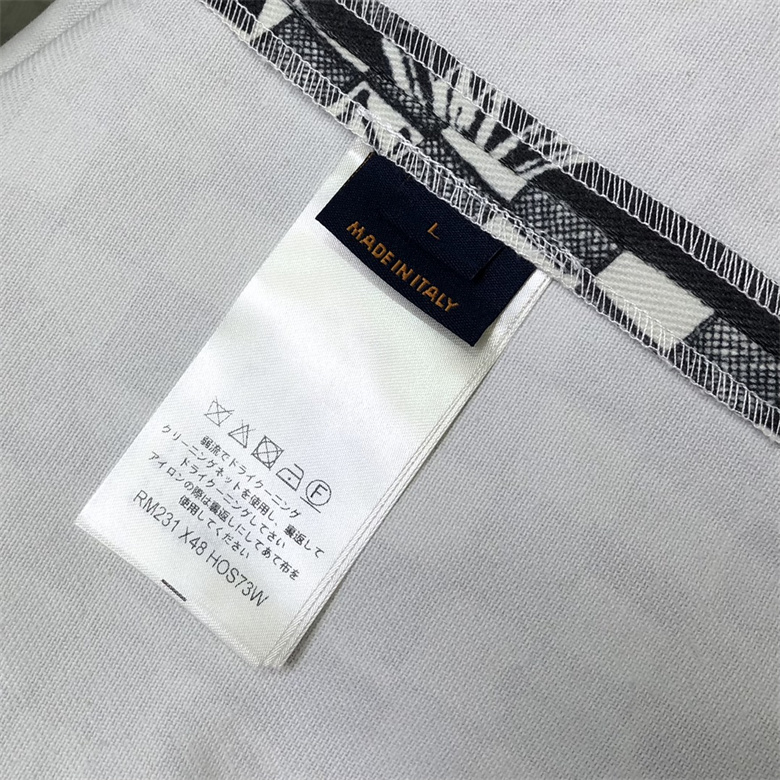 L
MADE IN ITALY
F
弱流でドライクリーニング
クリーニングネットを使用し、裏返して
ドライクリーニングしてさい
アイロンの際は裏返しにしてあて布を
使用してください
RM231 X48 HOS73W